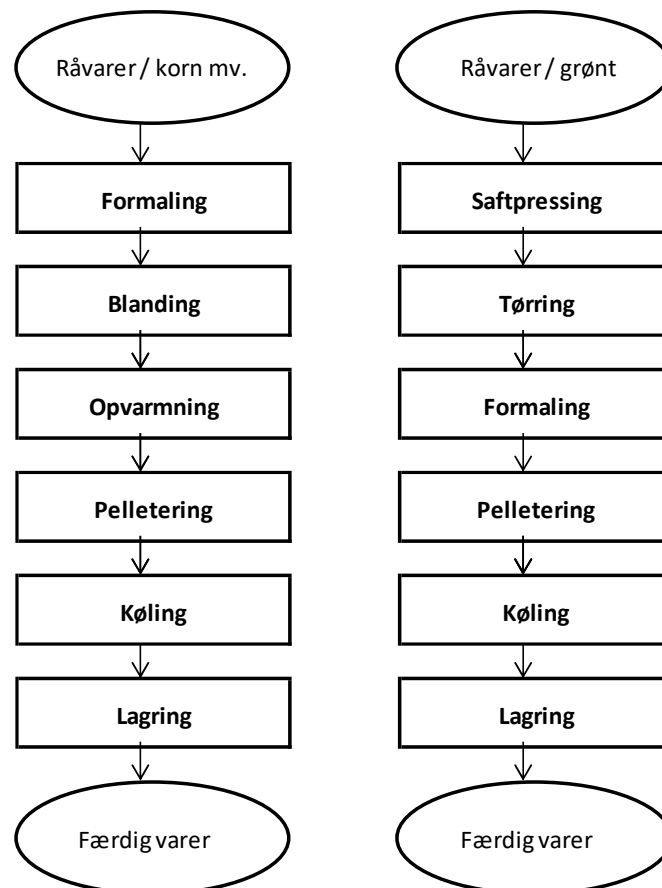 Råvarer / korn mv.
Formaling
Blanding
Opvarmning
Pelletering
Køling
Lagring
Færdig varer
Råvarer / grønt
Saftpressing
Tørring
Formaling
Pelletering
Køling
Lagring
Færdig varer